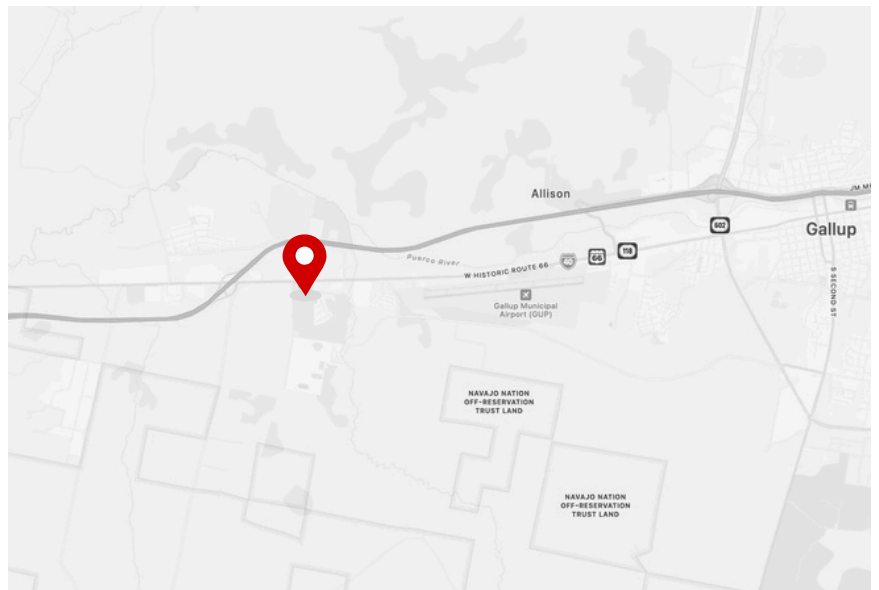 Allison
JM M
602
Gallup
Puerco River
118
66
40
W HISTORIC ROUTE 66
Gallup Municipal
Airport (GUP)
S SECOND ST
NAVAJO NATION
OFF-RESERVATION
TRUST LAND
NAVAJO NATION
OFF-RESERVATION
TRUST LAND